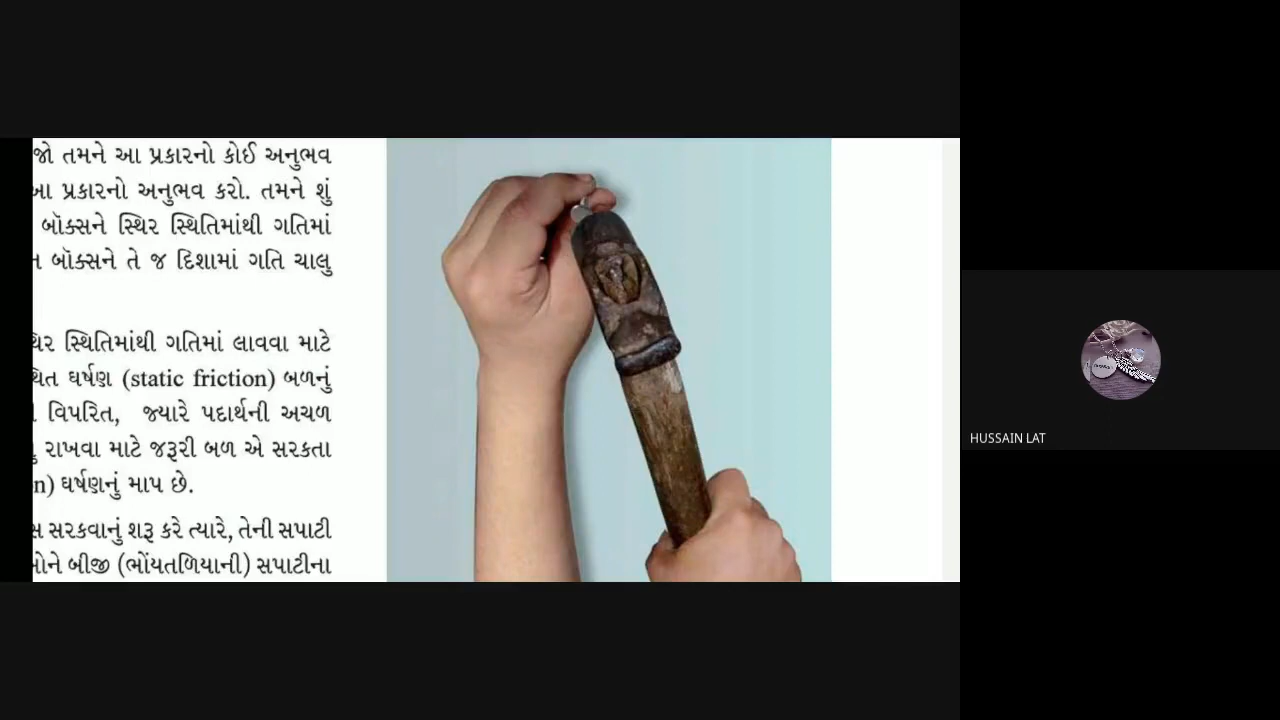 જો તમને આ પ્રકારનો કોઈ અનુભવ
આ પ્રકારનો અનુભવ કરો. તમને શું
બૉક્સને સ્થિર સ્થિતિમાંથી ગતિમાં
બૉક્સને તે જ દિશામાં ગતિ ચાલુ
સ્થિતિમાંથી ગતિમાં લાવવા માટે
ઘર્ષણ (static friction) બળનું
વિપરિત, જ્યારે પદાર્થની અચળ
રાખવા માટે જરૂરી બળ એ સરકતા
ઘર્ષણનું માપ છે.
સરકવાનું શરૂ કરે ત્યારે, તેની સપાટી
બીજી (ભોંયતળિયાની) સપાટીના
HUSSAIN LAT